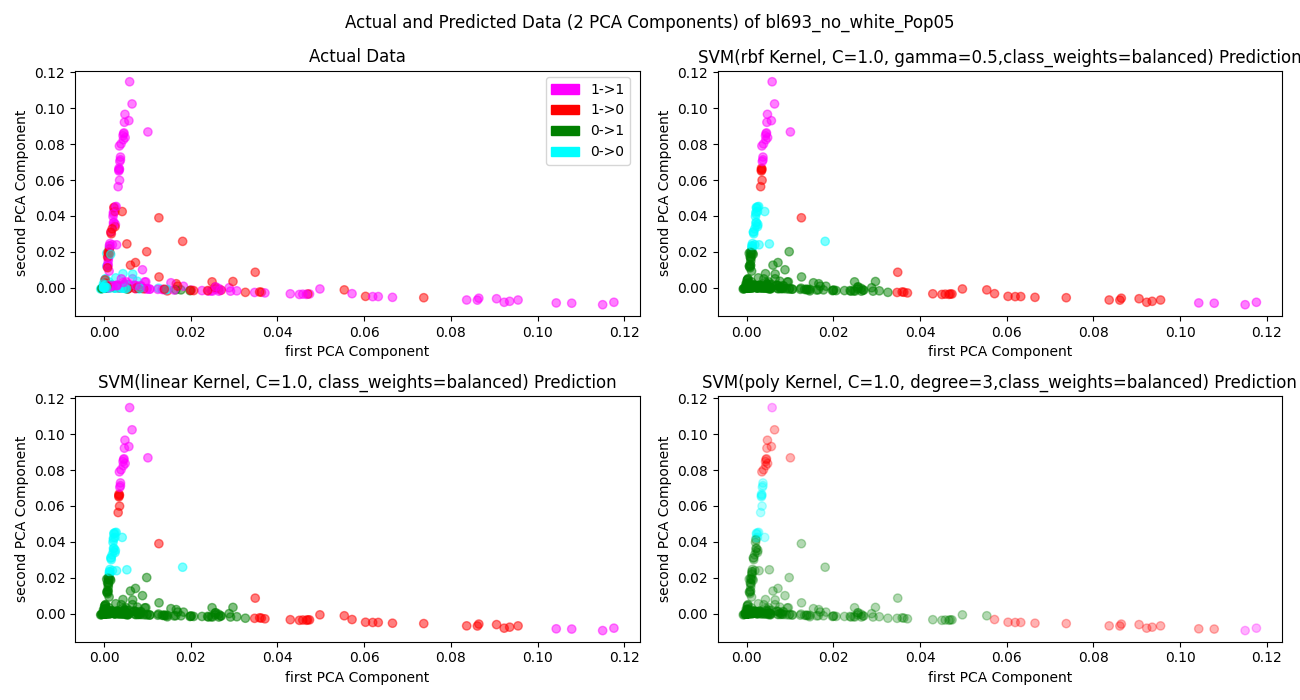 Actual and Predicted Data (2 PCA Components) of bl693_no_white_Pop05
Actual Data
0.12
0.10
0.08
0.06
0.04
0.02
0.00
second PCA Component
1->1
1->0
0->1
0->0
0.00 0.02 0.04 0.06 0.08 0.10 0.12
first PCA Component
SVM(rbf Kernel, C=1.0, gamma=0.5,class_weights=balanced) Prediction
0.12
0.10
0.08
0.06
0.04
0.02
0.00
second PCA Component
0.00 0.02 0.04 0.06 0.08 0.10 0.12
first PCA Component
SVM(linear Kernel, C=1.0, class_weights=balanced) Prediction
0.12
0.10
0.08
0.06
0.04
0.02
0.00
second PCA Component
0.00 0.02 0.04 0.06 0.08 0.10 0.12
first PCA Component
SVM(poly Kernel, C=1.0, degree=3,class_weights=balanced) Prediction
0.12
0.10
0.08
0.06
0.04
0.02
0.00
second PCA Component
0.00 0.02 0.04 0.06 0.08 0.10 0.12
first PCA Component